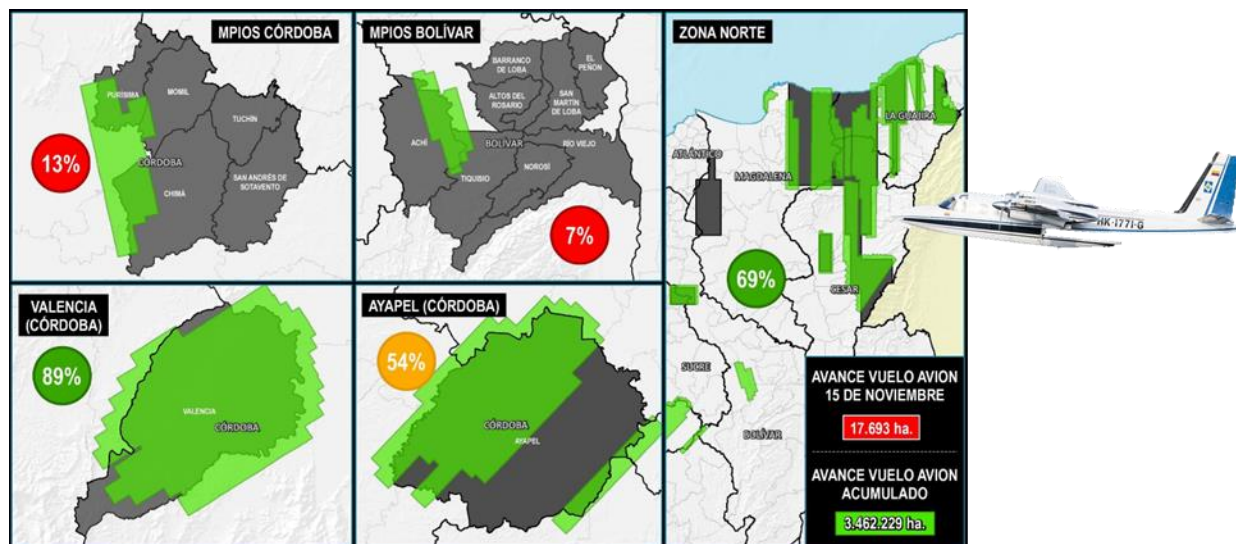 MPIOS CÓRDOBA
PURÍSIMA
MOMIL
TUCHÍN
CÓRDOBA
SAN ANDRÉS DE
SOTAVENTO
CHIMÁ
13%
MPIOS BOLÍVAR
BARRANCO
DE LOBA
EL
PEÑON
ALTOS DEL
ROSARIO
SAN
MARTÍN
DE LOBA
ACHÍ
BOLÍVAR
RÍO VIEJO
NOROSÍ
TIQUISIO
7%
ZONA NORTE
LA GUAJIRA
ATLÁNTICO
MAGDALENA
CESAR
69%
SUCRE
BOLÍVAR
HK-1771-G
VALENCIA
(CÓRDOBA)
89%
VALENCIA
CÓRDOBA
AYAPEL (CÓRDOBA)
54%
CÓRDOBA
AYAPEL
AVANCE VUELO AVION
15 DE NOVIEMBRE
17.693 ha.
AVANCE VUELO AVION
ACUMULADO
3.462.229 ha.